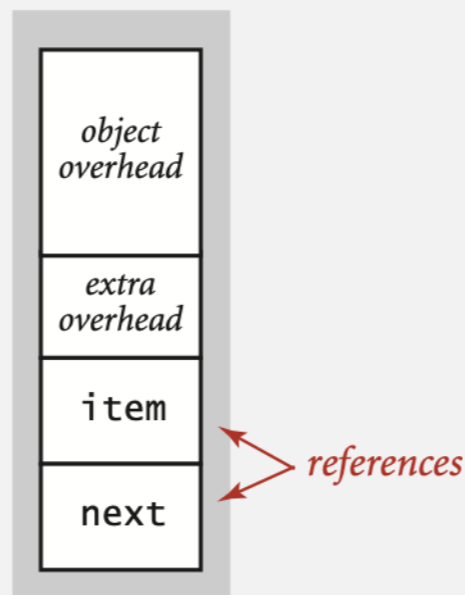 object
overhead
extra
overhead
item
next
references